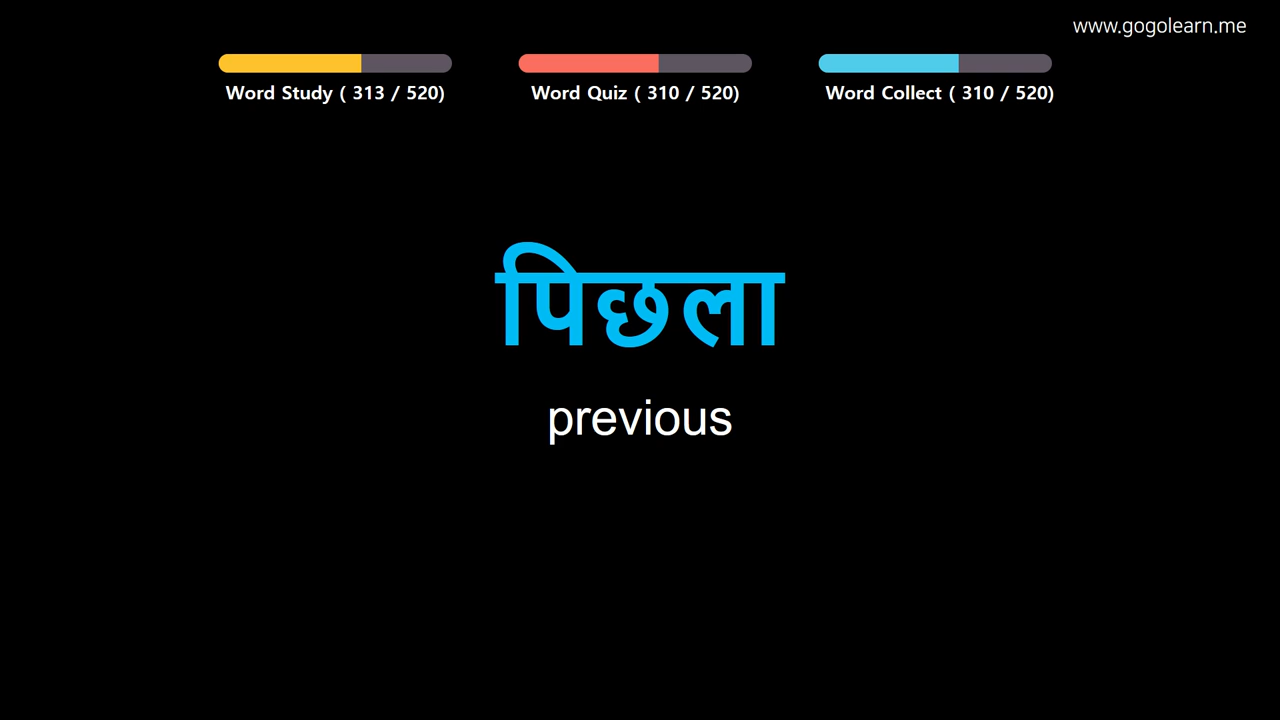 www.gogolearn.me
Word Study ( 313 / 520)
Word Quiz ( 310 / 520)
Word Collect ( 310 / 520)
पिछला
previous